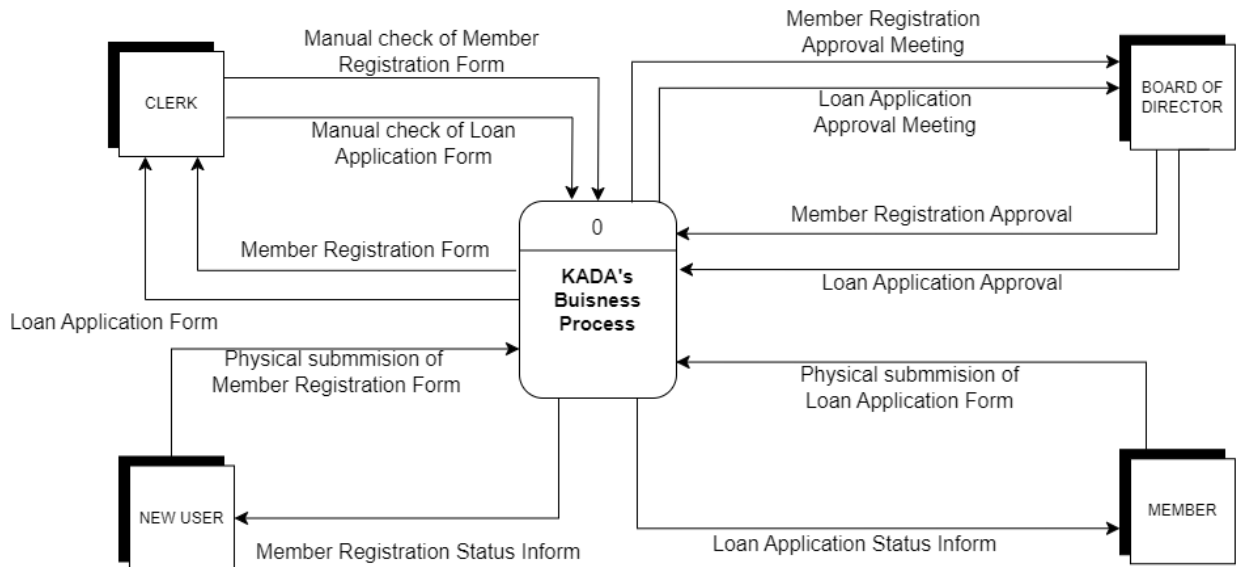 Member Registration
Approval Meeting
Manual check of Member
Registration Form
CLERK
BOARD OF
DIRECTOR
Loan Application
Approval Meeting
Manual check of Loan
Application Form
0
Member Registration Approval
Member Registration Form
KADA's
Buisness
Process
Loan Application Approval
Loan Application Form
Physical submmision of
Member Registration Form
Physical submmision of
Loan Application Form
NEW USER
MEMBER
Member Registration Status Inform
Loan Application Status Inform